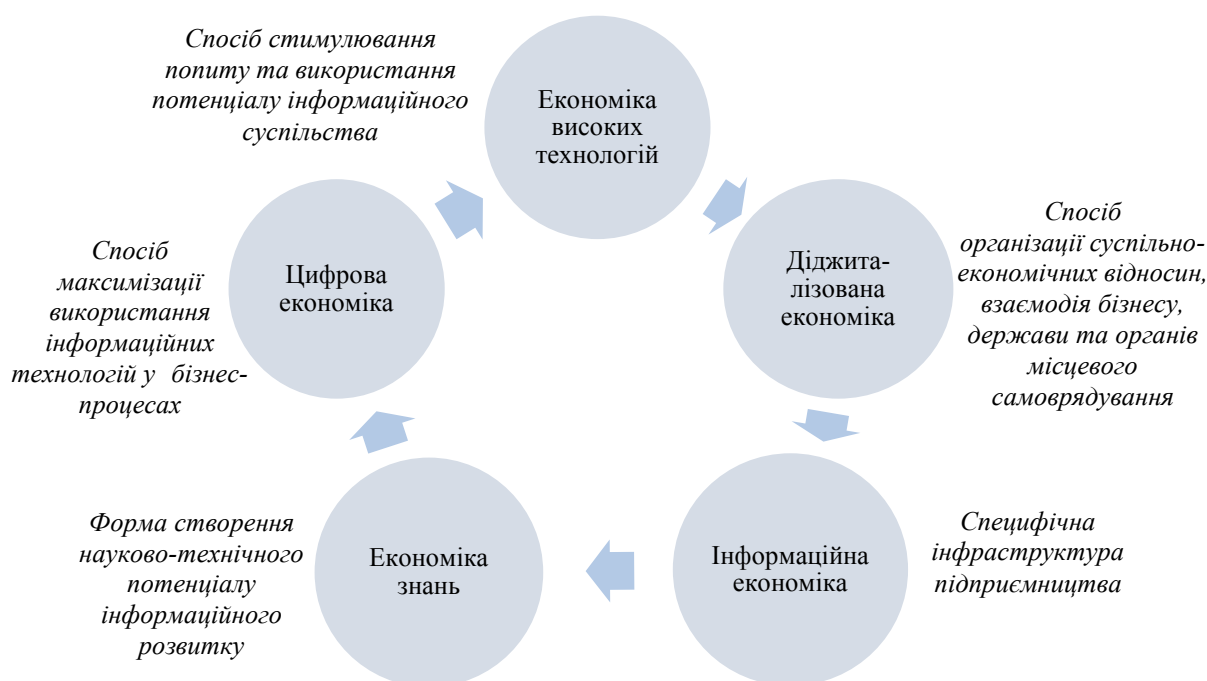 Спосіб стимулювання
попиту та використання
потенціалу інформаційного
суспільства
Економіка
високих
технологій
Спосіб
організації суспільно-
економічних відносин,
взаємодія бізнесу,
держави та органів
місцевого
самоврядування
Діджита-
лізована
економіка
Цифрова
економіка
Спосіб
максимізації
використання
інформаційних
технологій у бізнес-
процесах
Форма створення
науково-технічного
потенціалу
інформаційного
розвитку
Економіка
знань
Інформаційна
економіка
Специфічна
інфраструктура
підприємництва